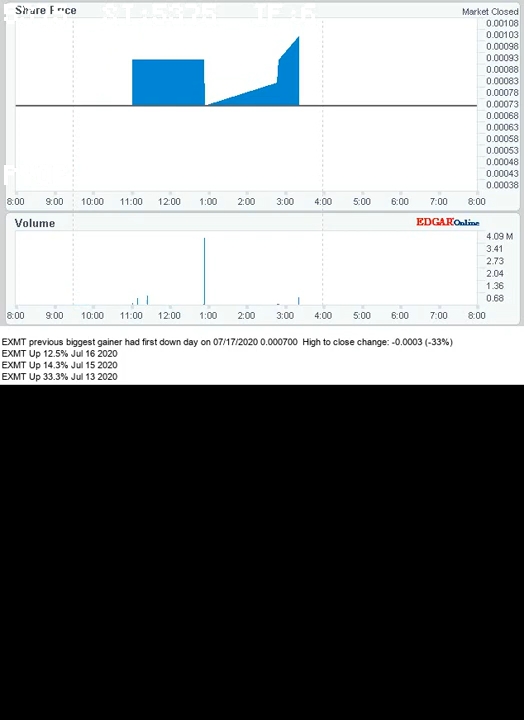 Share Price
Market Closed
0.00108
0.00103
0.00098
0.00093
0.00088
0.00083
0.00078
0.00073
0.00068
0.00063
0.00058
0.00053
0.00048
0.00043
0.00038
8:00 9:00 10:00 11:00 12:00 1:00 2:00 3:00 4:00 5:00 6:00 7:00 8:00
Volume
EDGAROnline
4.09 M
3.41
2.73
2.04
1.36
0.68
8:00 9:00 10:00 11:00 12:00 1:00 2:00 3:00 4:00 5:00 6:00 7:00 8:00
EXMT previous biggest gainer had first down day on 07/17/2020 0.000700 High to close change: -0.0003 (-33%)
EXMT Up 12.5% Jul 16 2020
EXMT Up 14.3% Jul 15 2020
EXMT Up 33.3% Jul 13 2020